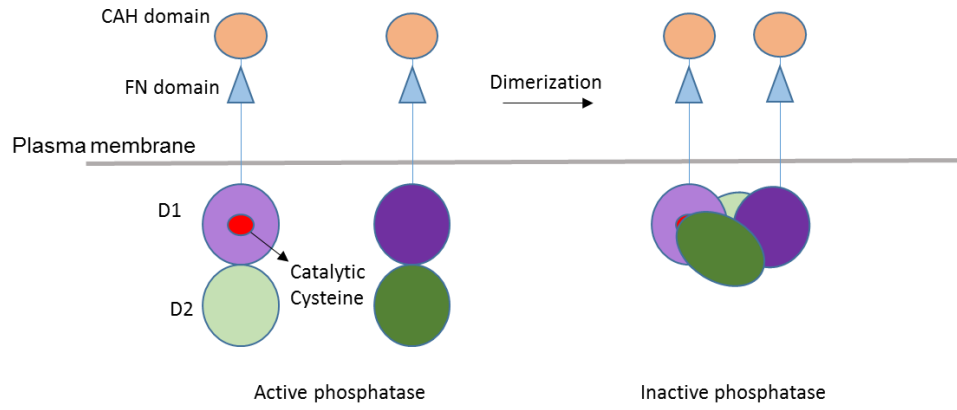 CAH domain
FN domain
Dimerization
Plasma membrane
D1
Catalytic
Cysteine
D2
Active phosphatase
Inactive phosphatase